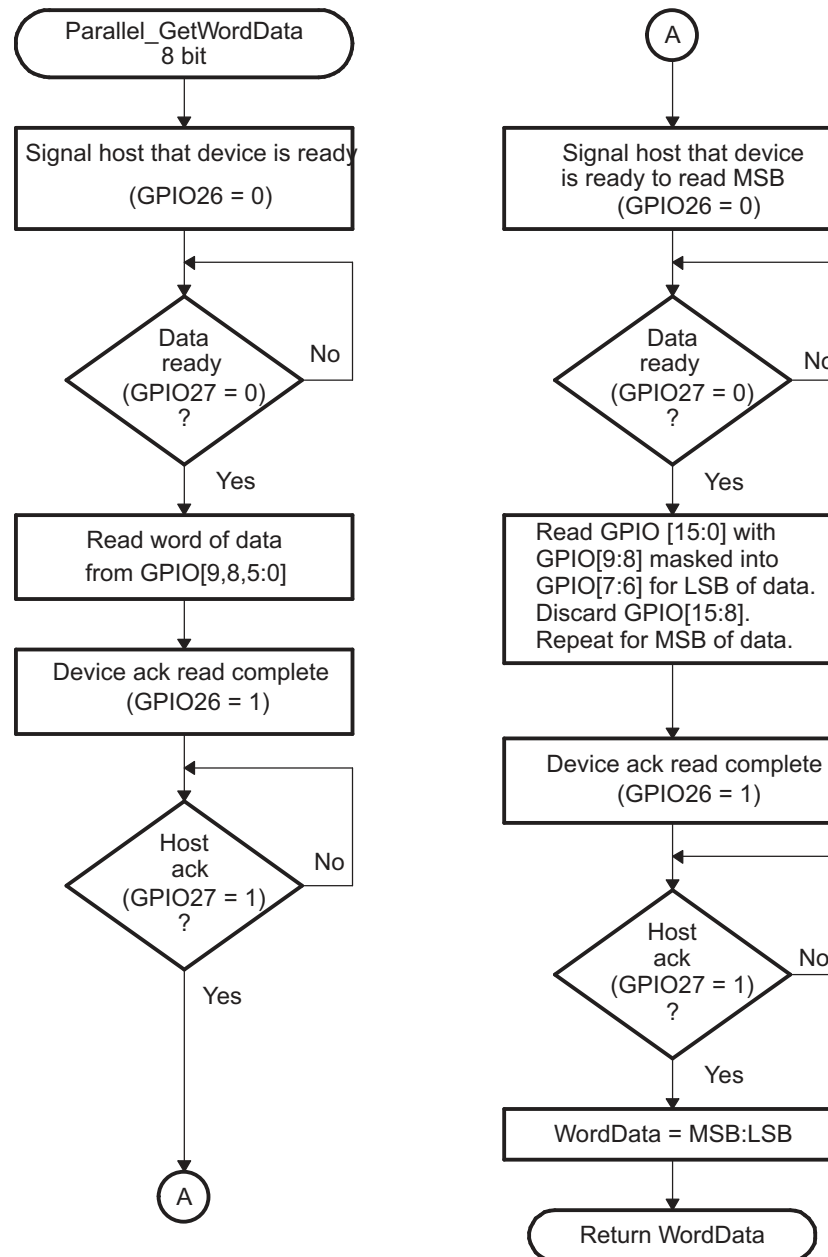 Parallel_GetWordData
8 bit
Signal host that device is ready
(GPIO26 = 0)
Data
ready
(GPIO27 = 0)
?
No
Yes
Read word of data
from GPIO[9,8,5:0]
Device ack read complete
(GPIO26 = 1)
Host
ack
(GPIO27 = 1)
?
No
Yes
A
A
Signal host that device
is ready to read MSB
(GPIO26 = 0)
Data
ready
(GPIO27 = 0)
?
No
Yes
Read GPIO [15:0] with
GPIO[9:8] masked into
GPIO[7:6] for LSB of data.
Discard GPIO[15:8].
Repeat for MSB of data.
Device ack read complete
(GPIO26 = 1)
Host
ack
(GPIO27 = 1)
?
No
Yes
WordData = MSB:LSB
Return WordData